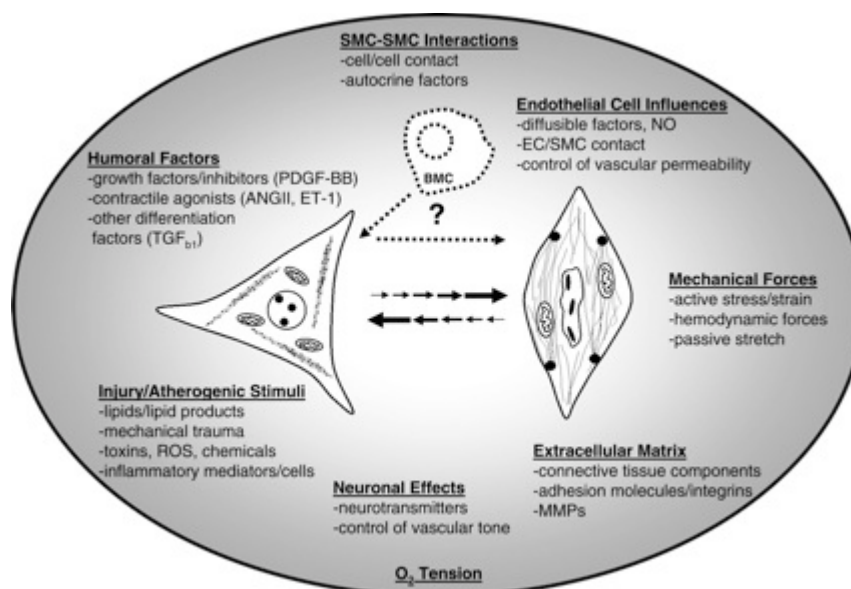 SMC-SMC Interactions
-cell/cell contact
-autocrine factors
Endothelial Cell Influences
-diffusible factors, NO
-EC/SMC contact
-control of vascular permeability
Humoral Factors
-growth factors/inhibitors (PDGF-BB)
-contractile agonists (ANGII, ET-1)
-other differentiation
factors (TGFb1)
BMC
?
Mechanical Forces
-active stress/strain
-hemodynamic forces
-passive stretch
Injury/Atherogenic Stimuli
-lipids/lipid products
-mechanical trauma
-toxins, ROS, chemicals
-inflammatory mediators/cells
Extracellular Matrix
-connective tissue components
-adhesion molecules/integrins
-MMPs
Neuronal Effects
-neurotransmitters
-control of vascular tone
O2 Tension